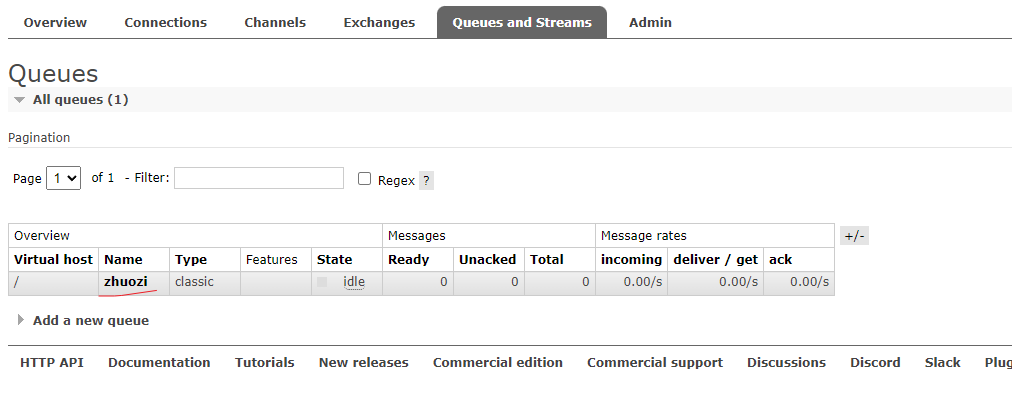 Overview Connections Channels Exchanges Queues and Streams Admin
Queues
All queues (1)
Pagination
Page 1 of 1 - Filter: Regex ?
Overview Messages Message rates +/-
Virtual host Name Type Features State Ready Unacked Total incoming deliver / get ack
/ zhuozi classic idle 0 0 0 0.00/s 0.00/s 0.00/s
Add a new queue
HTTP API Documentation Tutorials New releases Commercial edition Commercial support Discussions Discord Slack Plug